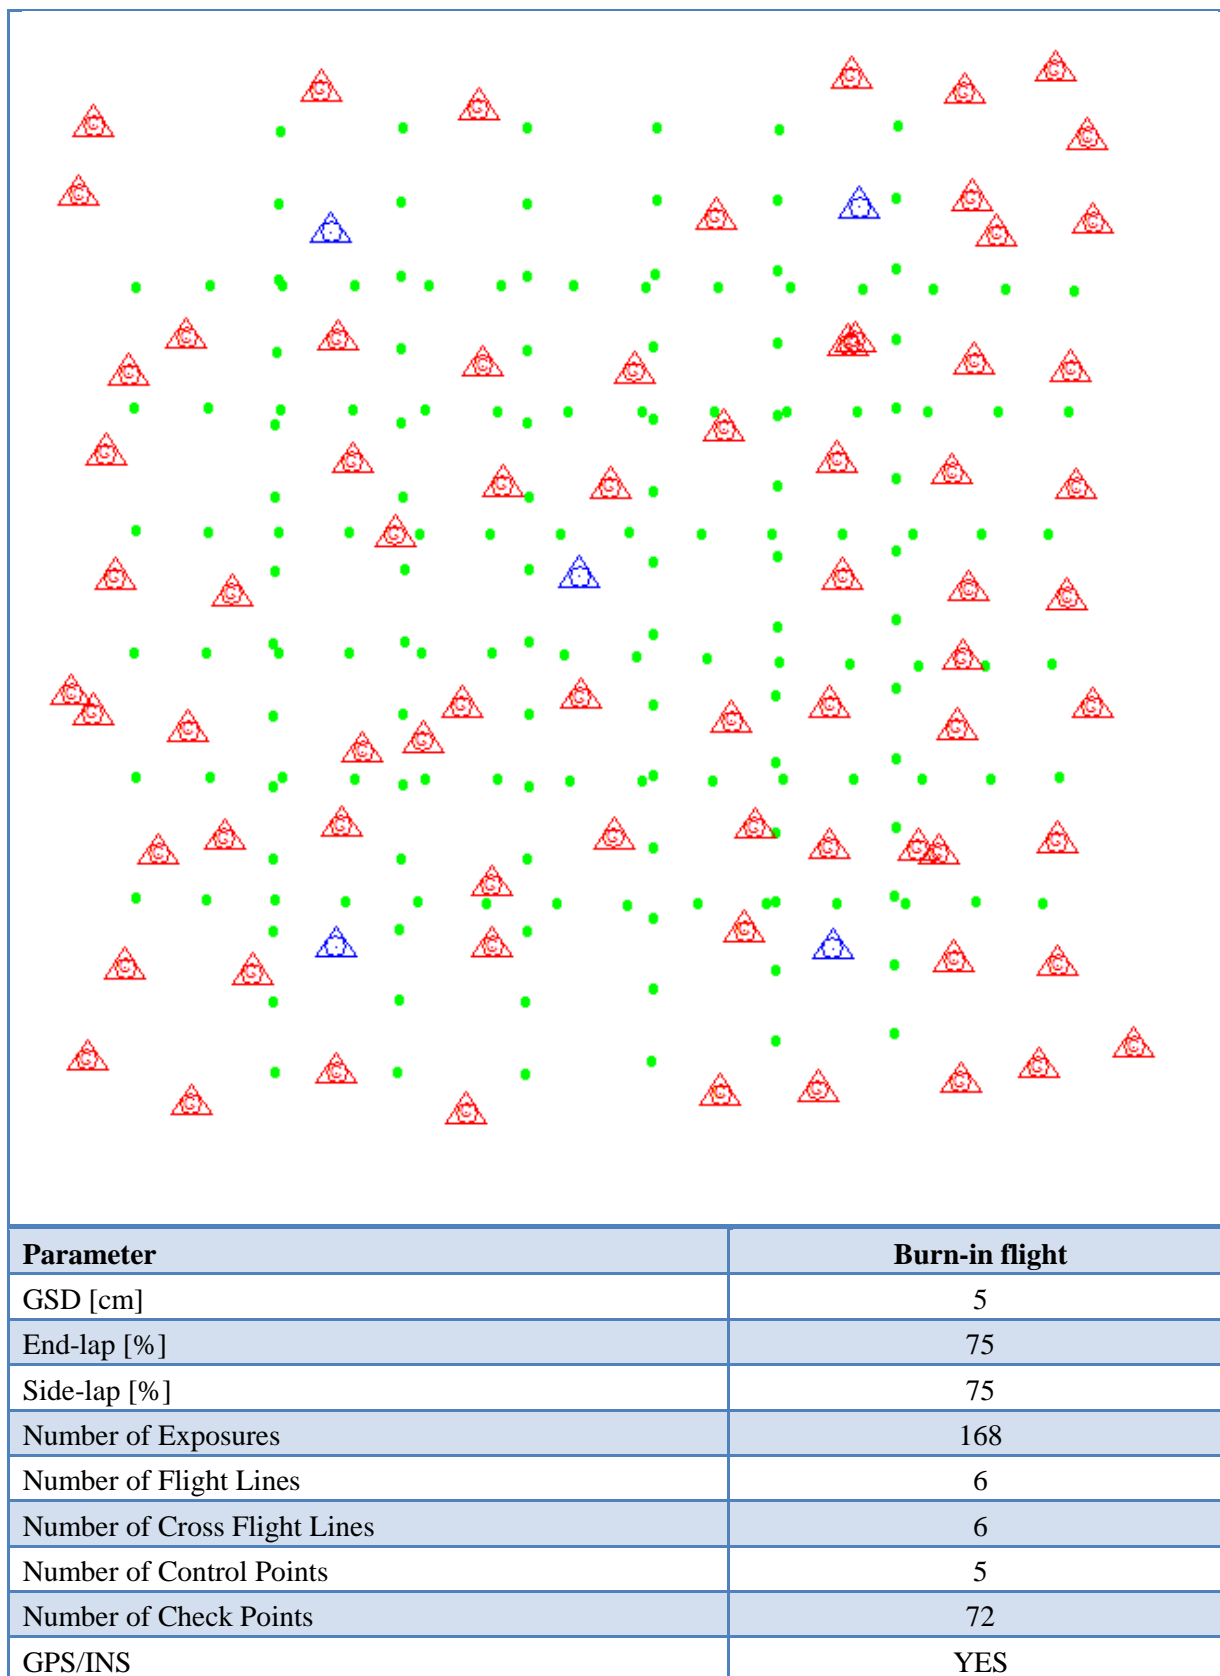 Parameter Burn-in flight
GSD [cm] 5
End-lap [%] 75
Side-lap [%] 75
Number of Exposures 168
Number of Flight Lines 6
Number of Cross Flight Lines 6
Number of Control Points 5
Number of Check Points 72
GPS/INS YES